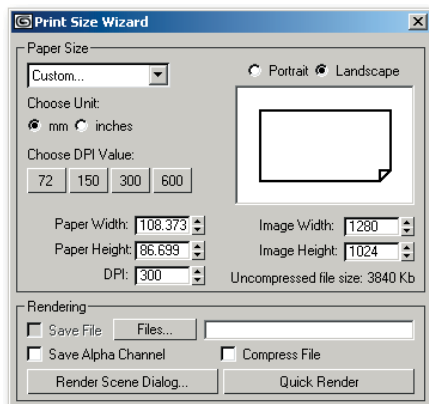 Print Size Wizard
Paper Size
Custom...
Portrait Landscape
Choose Unit:
mm inches
Choose DPI Value:
72 150 300 600
Paper Width: 108.373 Image Width: 1280
Paper Height: 86.699 Image Height: 1024
DPI: 300 Uncompressed file size: 3840 Kb
Rendering
Save File Files...
Save Alpha Channel Compress File
Render Scene Dialog... Quick Render